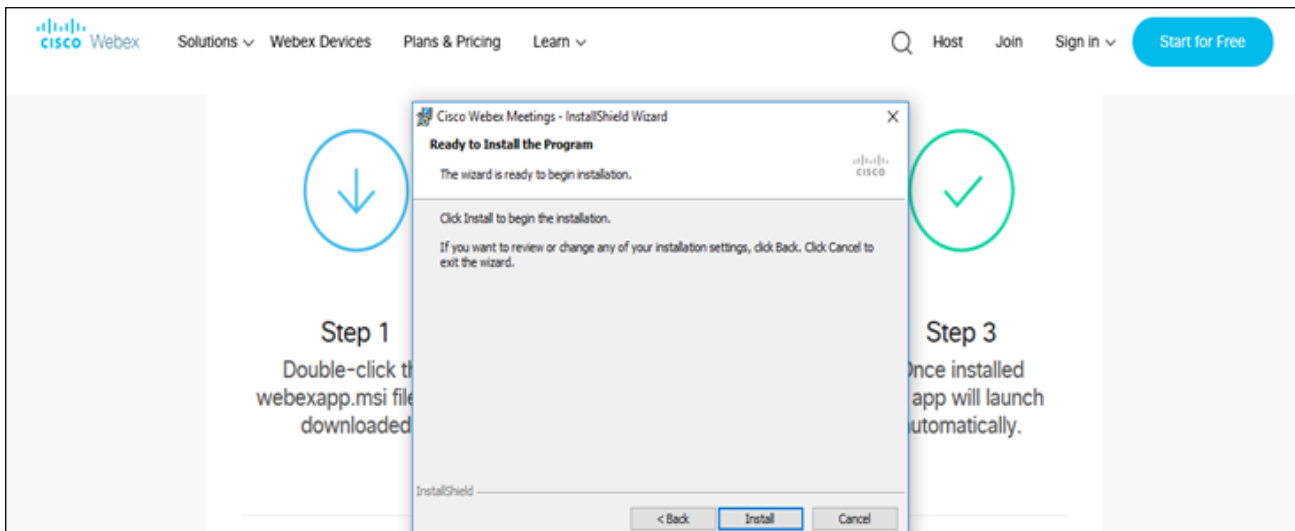 CISCO Webex Solutions Webex Devices Plans & Pricing Learn Host Join Sign in Start for Free
Cisco Webex Meetings - InstallShield Wizard
Ready to Install the Program
The wizard is ready to begin installation.
CISCO
Click Install to begin the installation.
If you want to review or change any of your installation settings, click Back. Click Cancel to
exit the wizard.
Step 1
Double-click
webexapp.msi
downloaded
Step 3
installed
app will launch
InstallShield
< Back Install Cancel